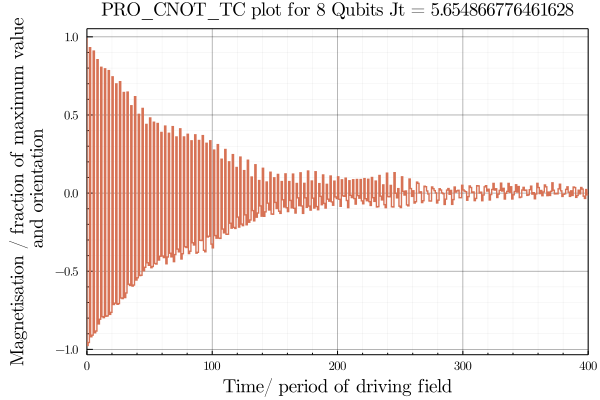 PRO_CNOT_TC plot for 8 Qubits Jt = 5.654866776461628
Magnetisation / fraction of maximum value
and orientation
1.0
0.5
0.0
−0.5
−1.0
0
100
200
300
400
Time/ period of driving field